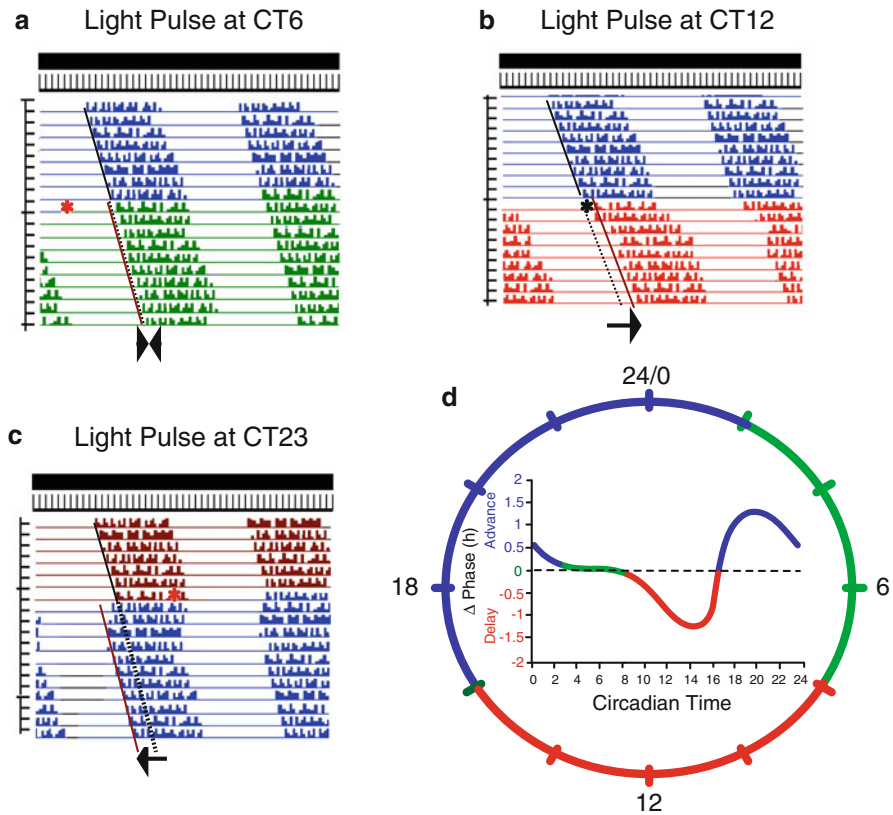 a Light Pulse at CT6
b Light Pulse at CT12
c Light Pulse at CT23
d
24/0
18
6
12
2
1.5
1
0.5
0
-0.5
-1
-1.5
-2
Δ Phase (h)
Advance
Delay
0 2 4 6 8 10 12 14 16 18 20 22 24
Circadian Time